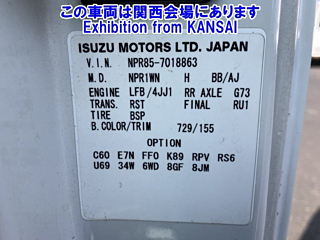 この車両は関西会場にあります
Exhibition from KANSAI
ISUZU MOTORS LTD. JAPAN
V.I.N. NPR85-7018863
M.D. NPR1WN H BB/AJ
ENGINE LFB/4JJ1 RR AXLE G73
TRANS. RST FINAL RU1
TIRE BSP
B.COLOR/TRIM 729/155
OPTION
C60 E7N FF0 K89 RPV RS6
U69 34W 6WD 8GF 8JM